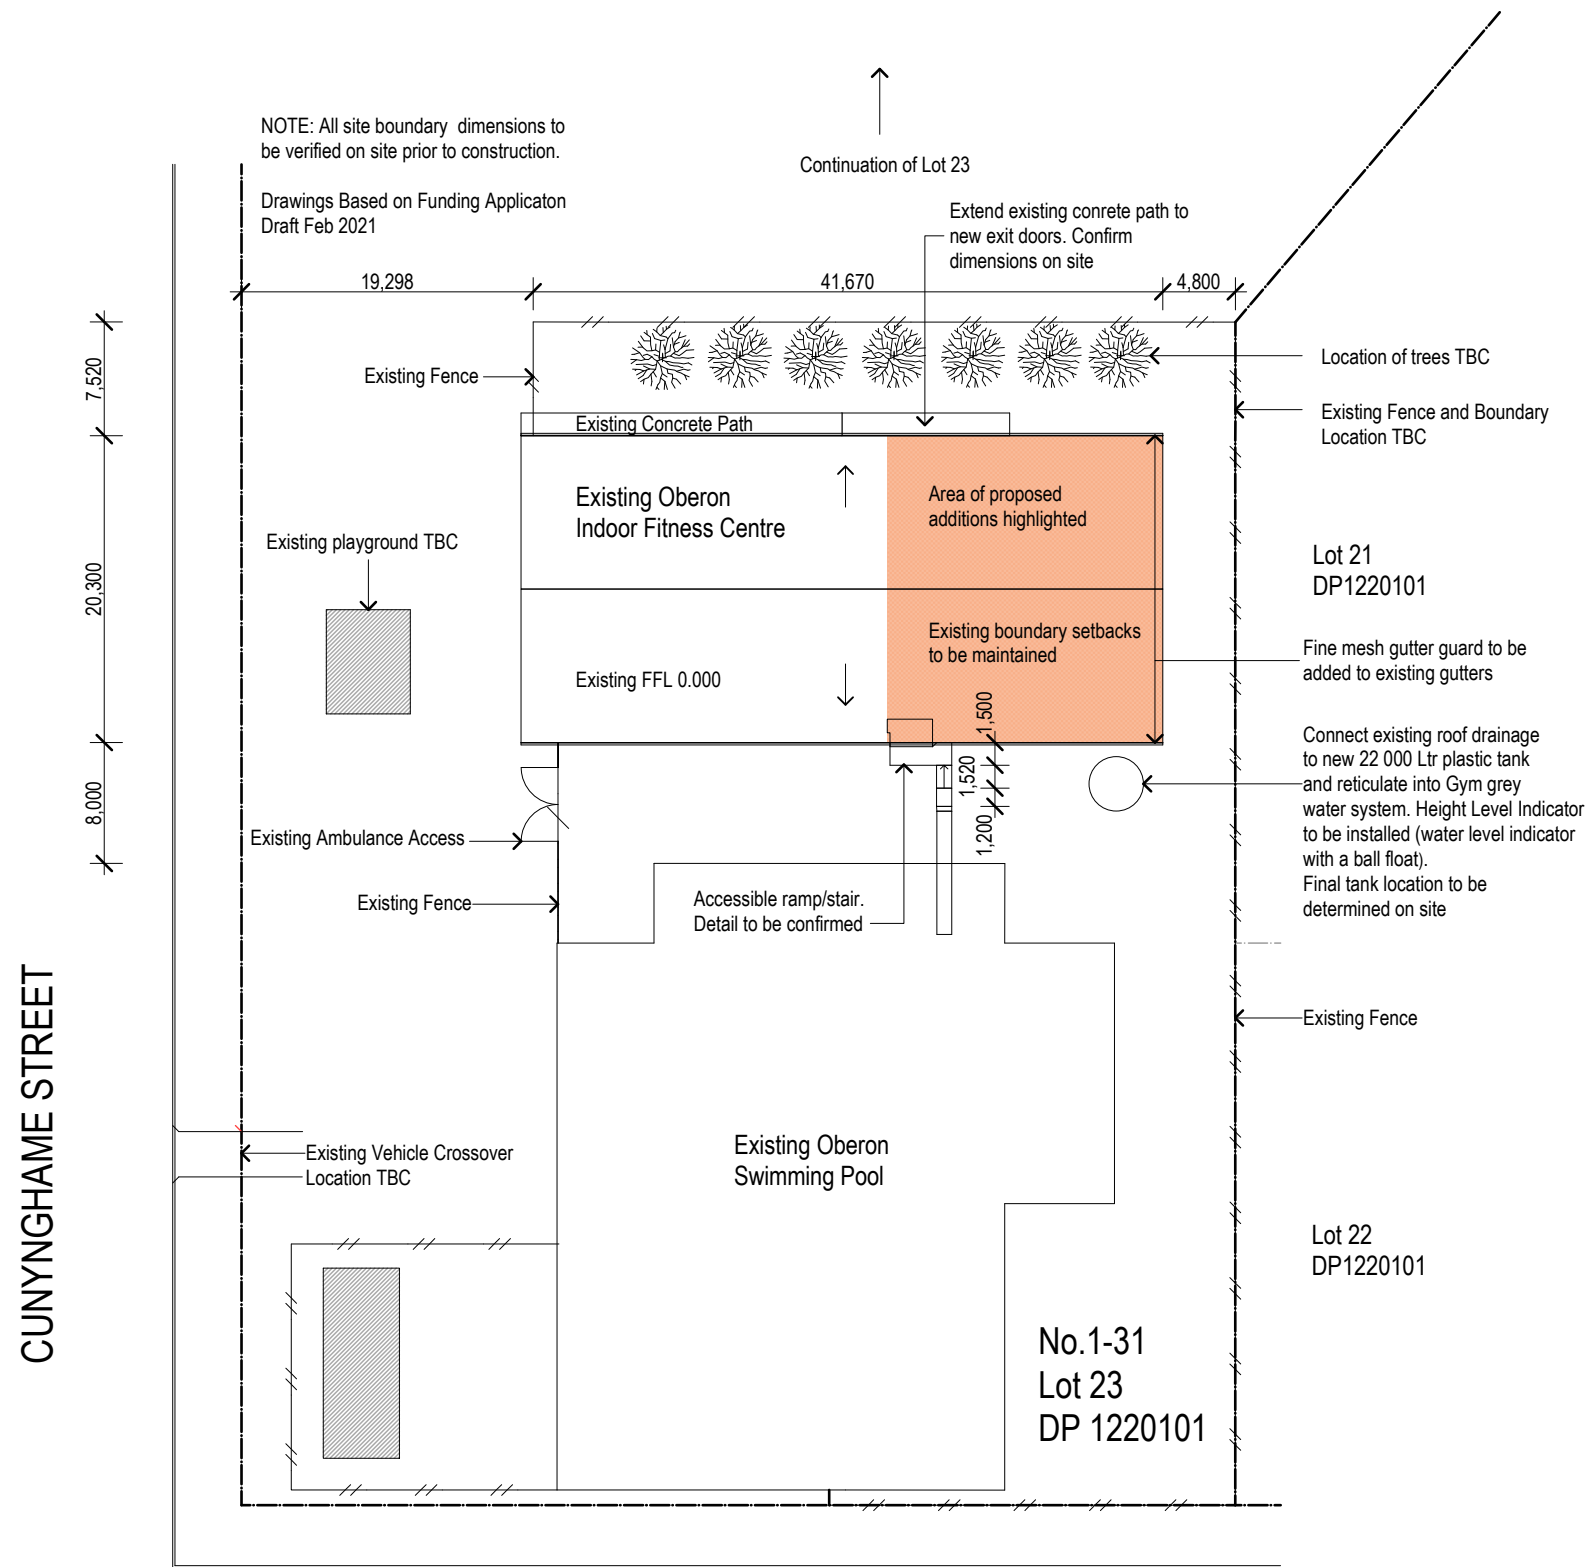 NOTE: All site boundary dimensions to
be verified on site prior to construction.
Drawings Based on Funding Applicaton
Draft Feb 2021
Continuation of Lot 23
Extend existing conrete path to
new exit doors. Confirm
dimensions on site
19,298
41,670
4,800
7,520
20,300
8,000
Existing Fence
Location of trees TBC
Existing Fence and Boundary
Location TBC
Existing Concrete Path
Existing Oberon
Indoor Fitness Centre
Area of proposed
additions highlighted
Existing playground TBC
Lot 21
DP1220101
Existing boundary setbacks
to be maintained
Existing FFL 0.000
Fine mesh gutter guard to be
added to existing gutters
1,500
1,520
1,200
Connect existing roof drainage
to new 22 000 Ltr plastic tank
and reticulate into Gym grey
water system. Height Level Indicator
to be installed (water level indicator
with a ball float).
Final tank location to be
determined on site
Existing Ambulance Access
Existing Fence
Accessible ramp/stair.
Detail to be confirmed
Existing Fence
CUNYNGHAME STREET
Existing Vehicle Crossover
Location TBC
Existing Oberon
Swimming Pool
Lot 22
DP1220101
No.1-31
Lot 23
DP 1220101